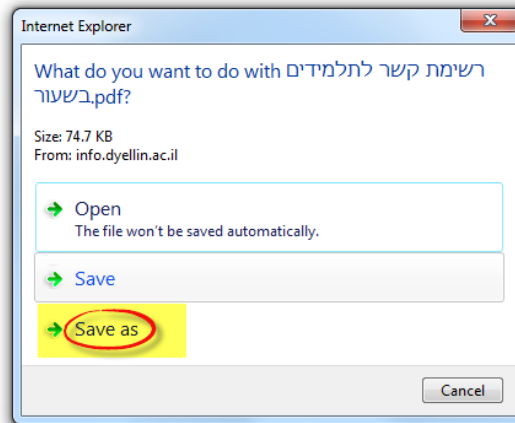 Internet Explorer
What do you want to do with רשימת קשר לתלמידים
בשעור.pdf?
Size: 74.7 KB
From: info.dyellin.ac.il
Open
The file won't be saved automatically.
Save
Save as
Cancel